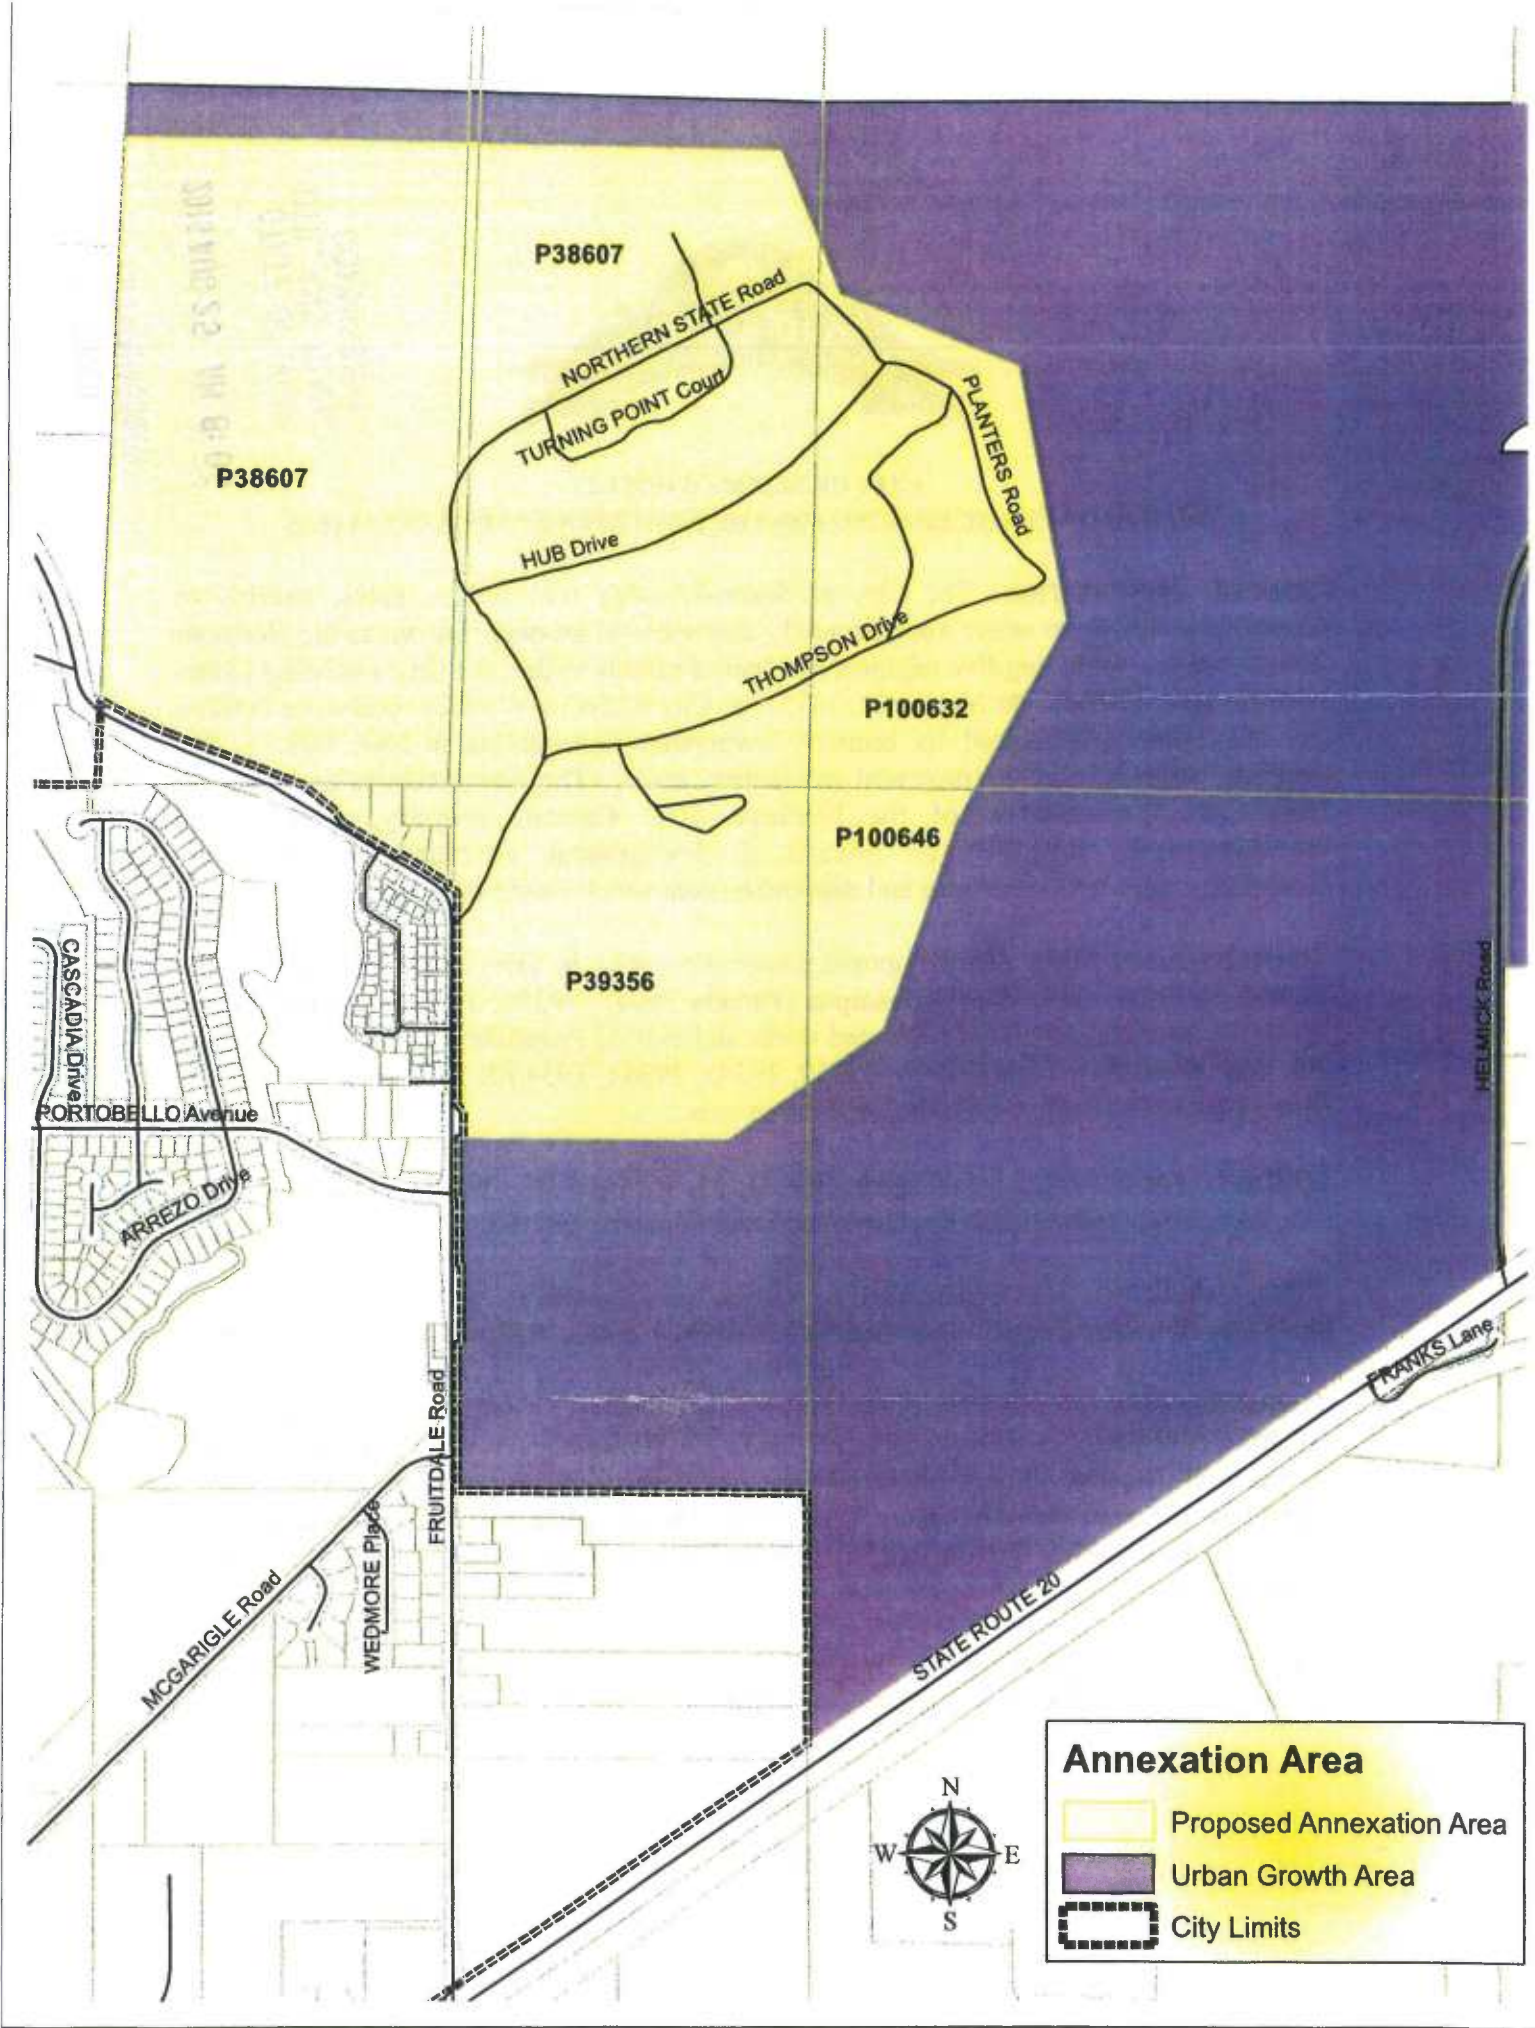 P38607
NORTHERN STATE Road
TURNING POINT Court
PLANTERS Road
P38607
HUB Drive
THOMPSON Drive
P100632
P100646
P39356
CASCADIA Drive
HELMICK Road
PORTOBELLO Avenue
ARREZO Drive
FRANKS Lane
FRUITDALE Road
WEDMORE Place
MCGARIGLE Road
STATE ROUTE 20
Annexation Area
Proposed Annexation Area
Urban Growth Area
City Limits
N
W
E
S